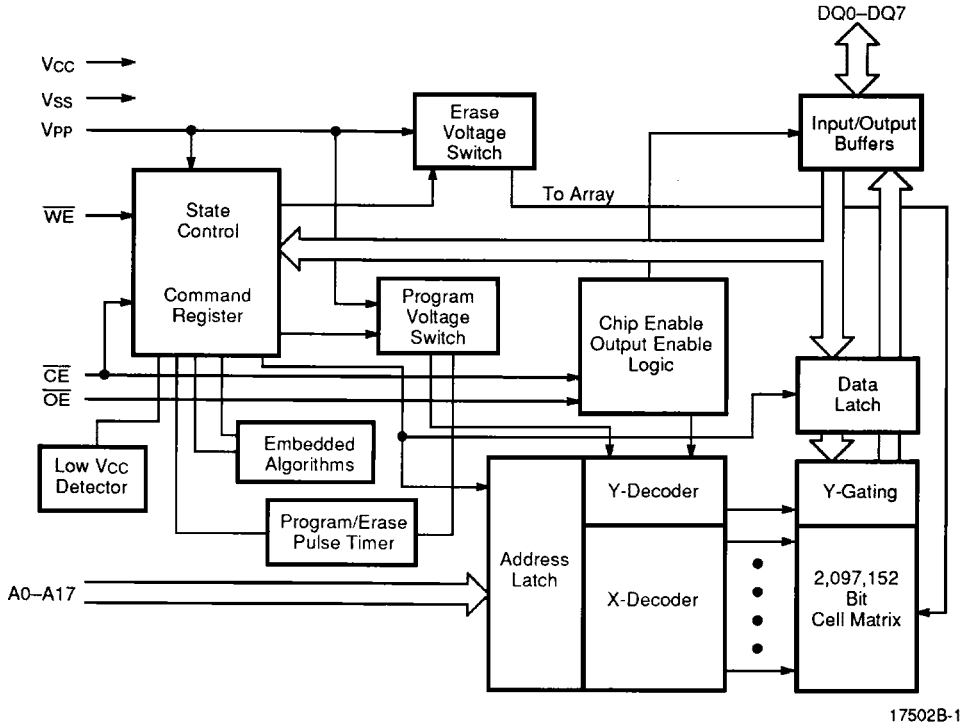 DQ0–DQ7
VCC
VSS
VPP
Erase
Voltage
Switch
Input/Output
Buffers
To Array
WE
State
Control
Command
Register
Program
Voltage
Switch
Chip Enable
Output Enable
Logic
CE
OE
Data
Latch
Low VCC
Detector
Embedded
Algorithms
Program/Erase
Pulse Timer
Address
Latch
Y-Decoder
X-Decoder
Y-Gating
2,097,152
Bit
Cell Matrix
A0–A17
17502B-1